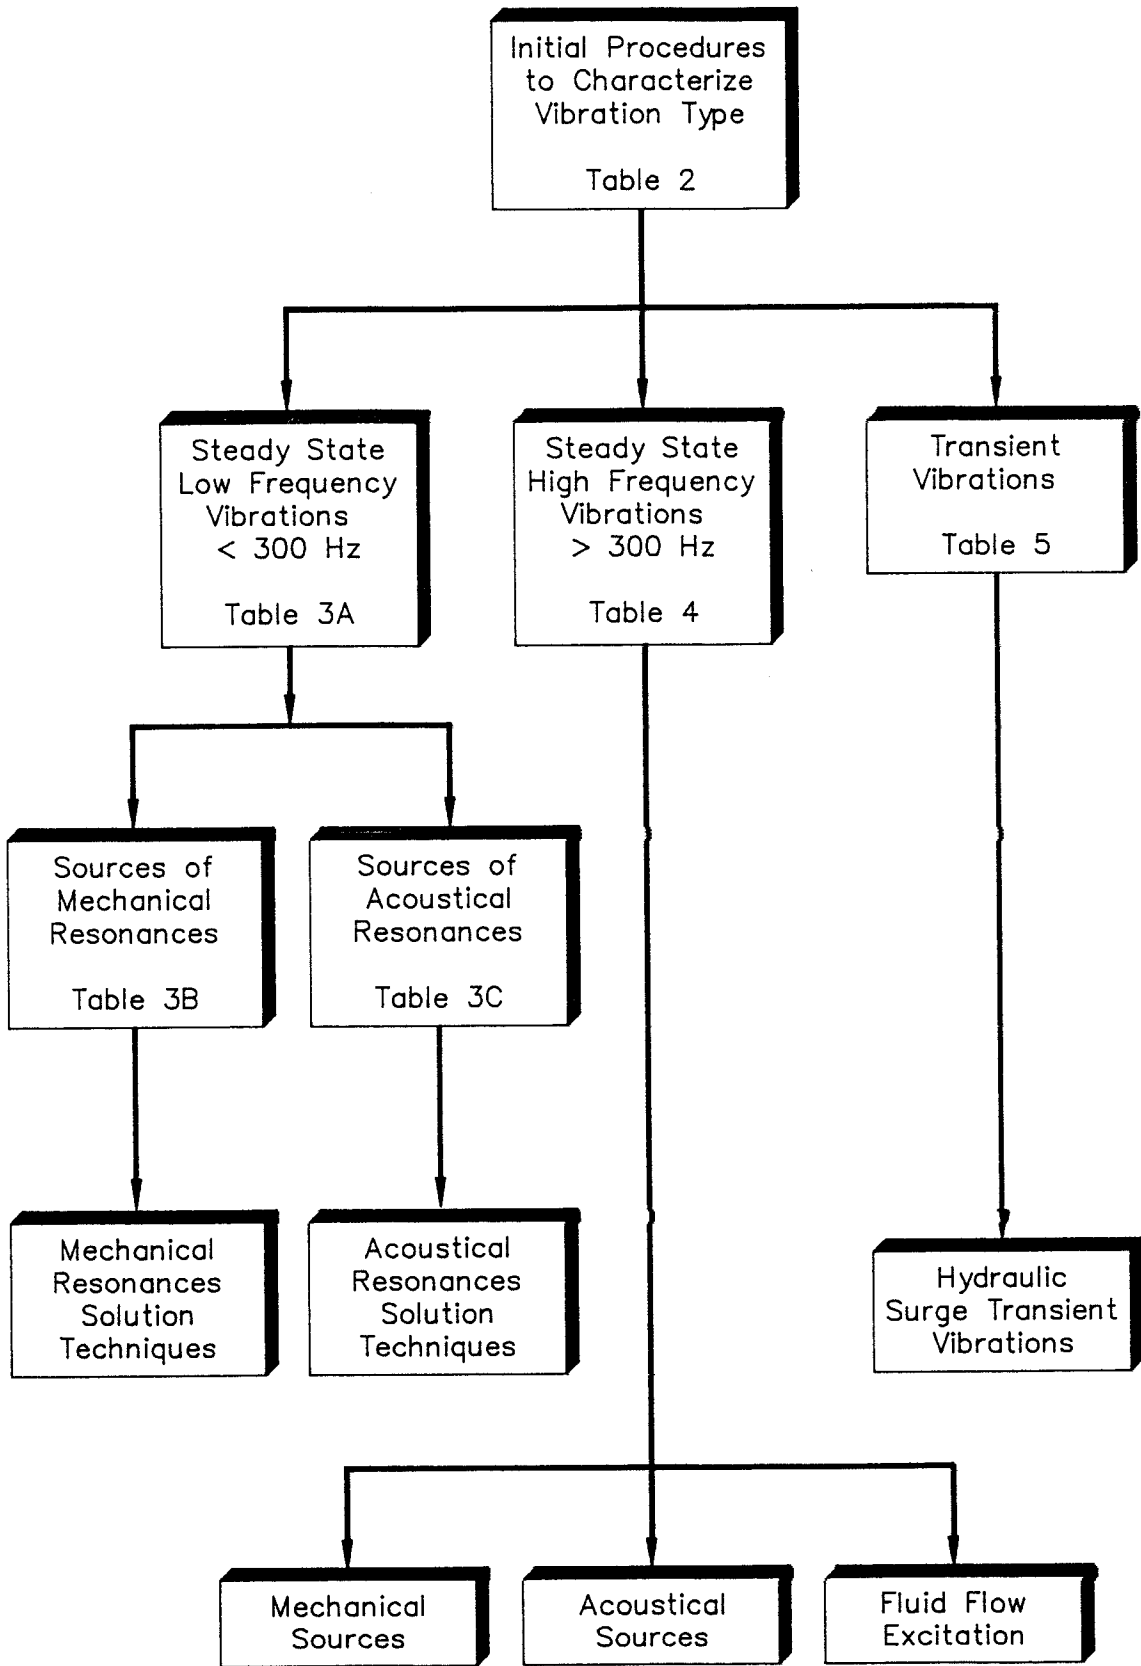 Initial Procedures
to Characterize
Vibration Type
Table 2
Steady State
Low Frequency
Vibrations
< 300 Hz
Table 3A
Steady State
High Frequency
Vibrations
> 300 Hz
Table 4
Transient
Vibrations
Table 5
Sources of
Mechanical
Resonances
Table 3B
Sources of
Acoustical
Resonances
Table 3C
Mechanical
Resonances
Solution
Techniques
Acoustical
Resonances
Solution
Techniques
Hydraulic
Surge Transient
Vibrations
Mechanical
Sources
Acoustical
Sources
Fluid Flow
Excitation